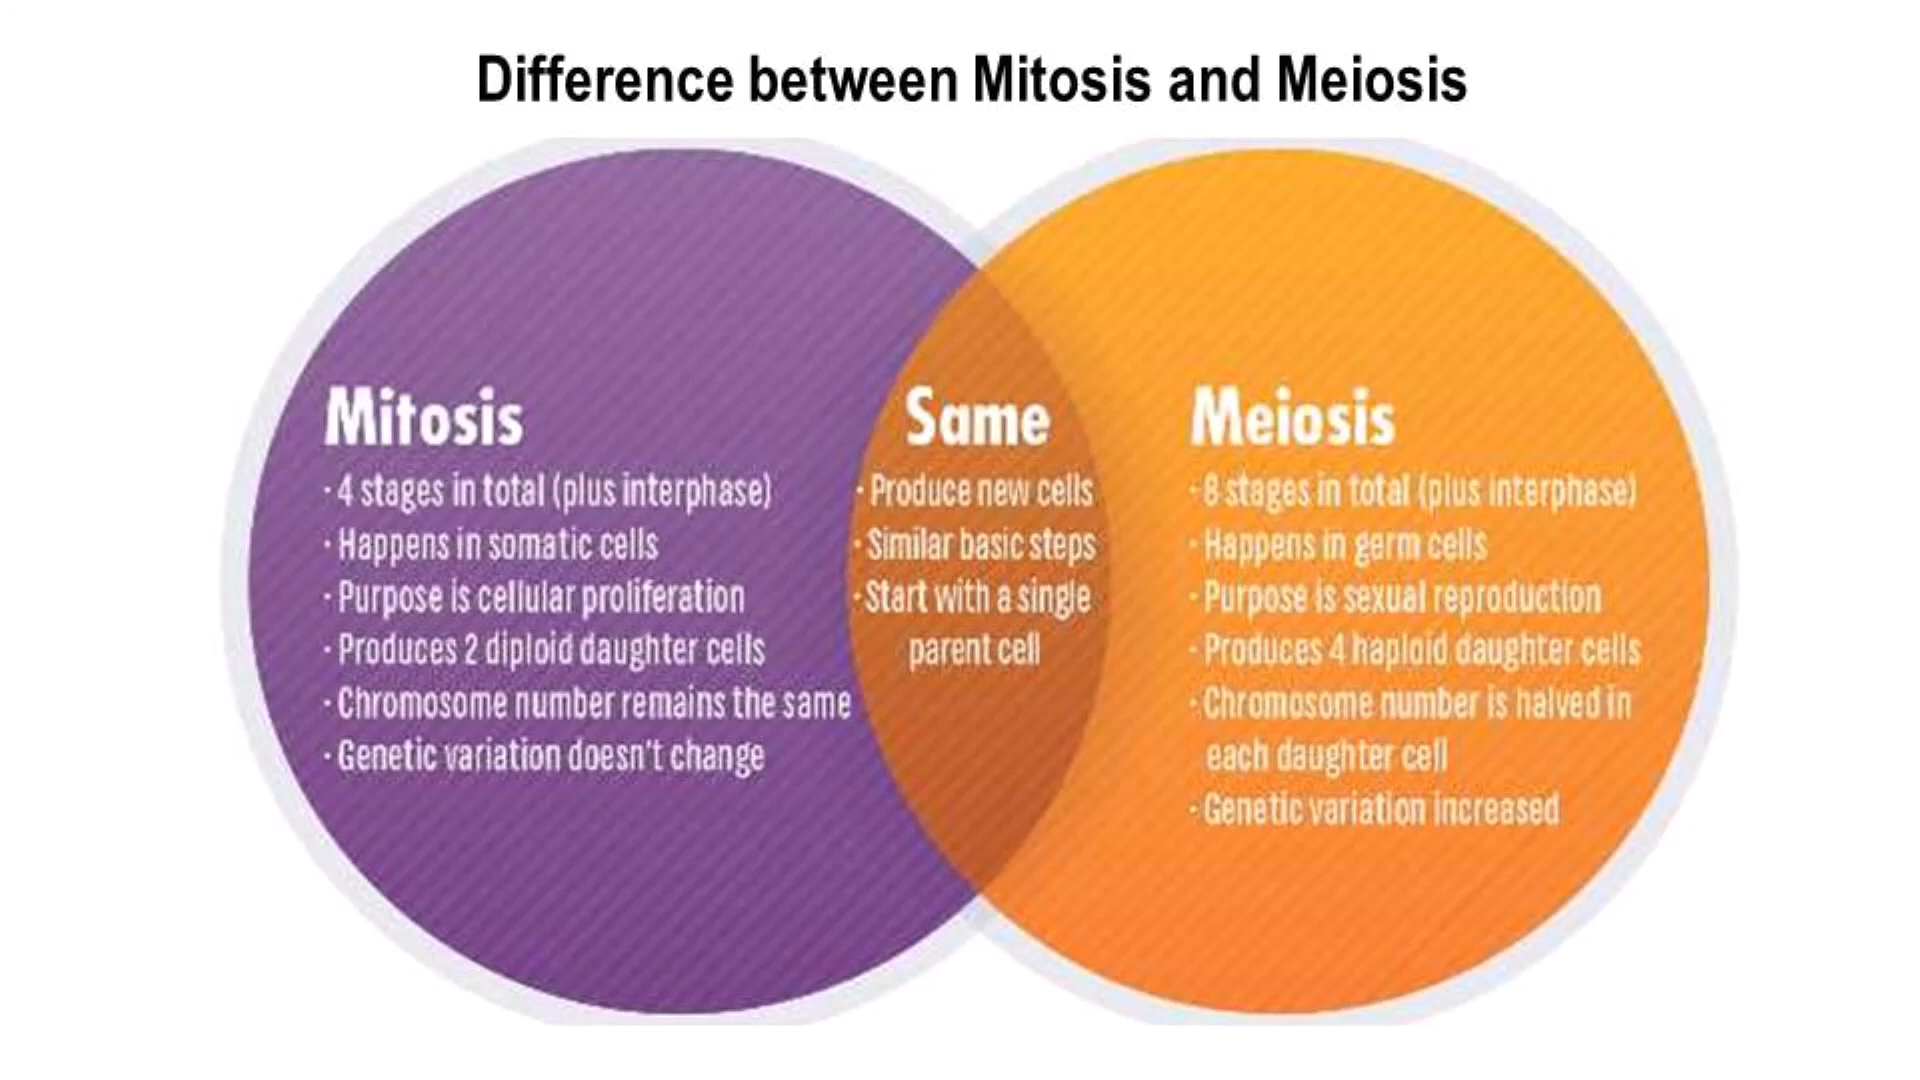 Difference between Mitosis and Meiosis
Mitosis
· 4 stages in total (plus interphase)
· Happens in somatic cells
· Purpose is cellular proliferation
· Produces 2 diploid daughter cells
· Chromosome number remains the same
· Genetic variation doesn't change
Same
· Produce new cells
· Similar basic steps
· Start with a single
parent cell
Meiosis
· 8 stages in total (plus interphase)
· Happens in germ cells
· Purpose is sexual reproduction
· Produces 4 haploid daughter cells
· Chromosome number is halved in
each daughter cell
· Genetic variation increased